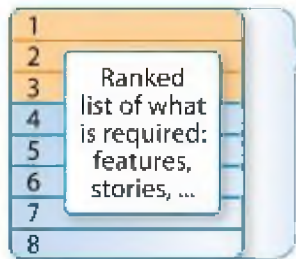 1
2
3
4
5
6
7
8
Ranked
list of what
is required:
features,
stories, ...